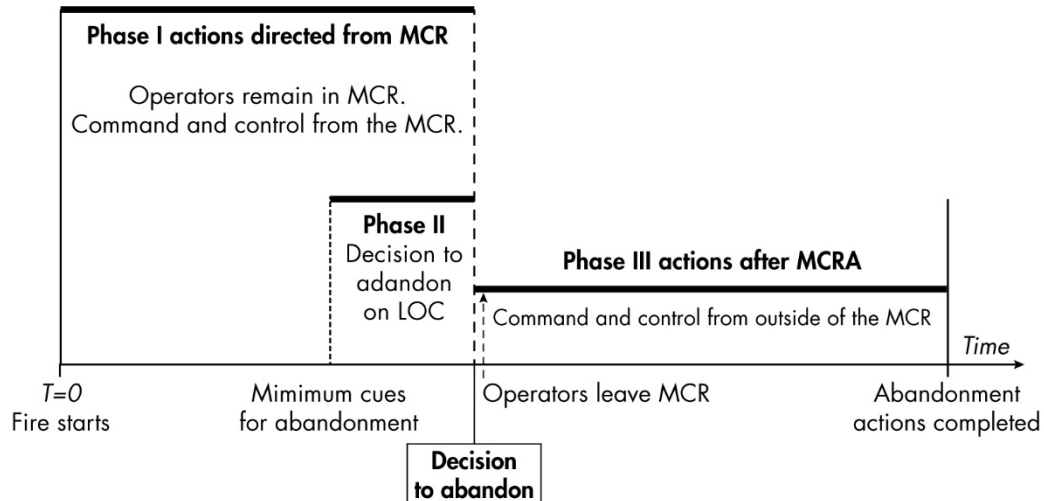 Phase I actions directed from MCR
Operators remain in MCR.
Command and control from the MCR.
Phase II
Decision to
adandon
on LOC
Phase III actions after MCRA
Command and control from outside of the MCR
Time
T=0
Fire starts
Mimimum cues
for abandonment
Operators leave MCR
Abandonment
actions completed
Decision
to abandon